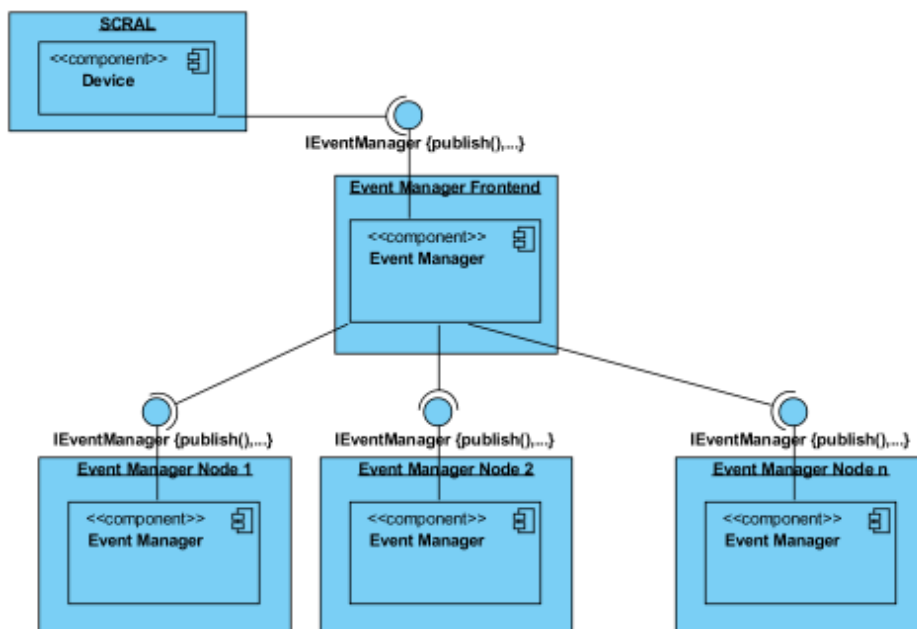 SCRAL
<<component>>
Device
IEventManager {publish(),...}
Event Manager Frontend
<<component>>
Event Manager
IEventManager {publish(),...}
IEventManager {publish(),...}
IEventManager {publish(),...}
Event Manager Node 1
Event Manager Node 2
Event Manager Node n
<<component>>
Event Manager
<<component>>
Event Manager
<<component>>
Event Manager